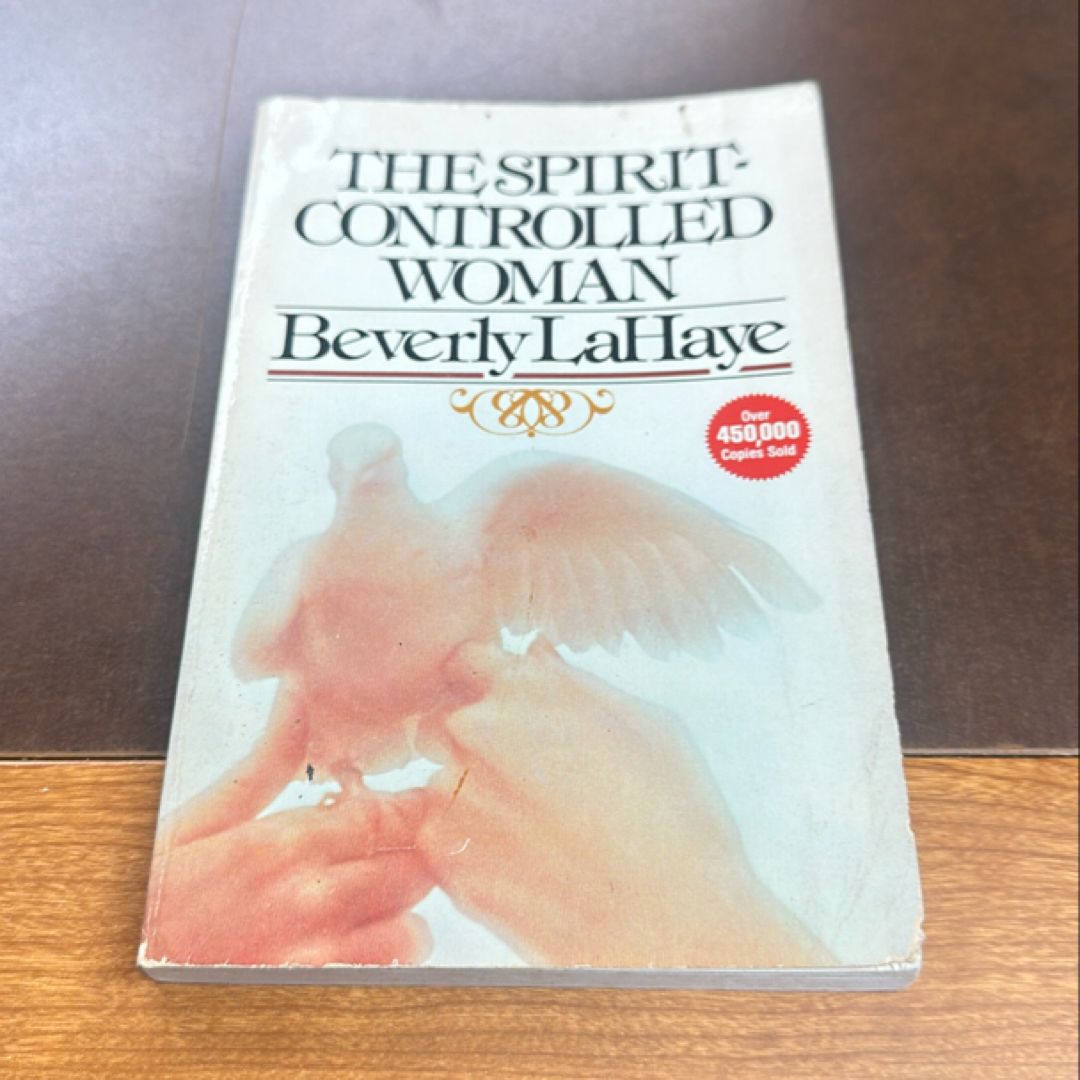 THE SPIRIT-
CONTROLLED
WOMAN
Beverly LaHaye
Over
450,000
Copies Sold